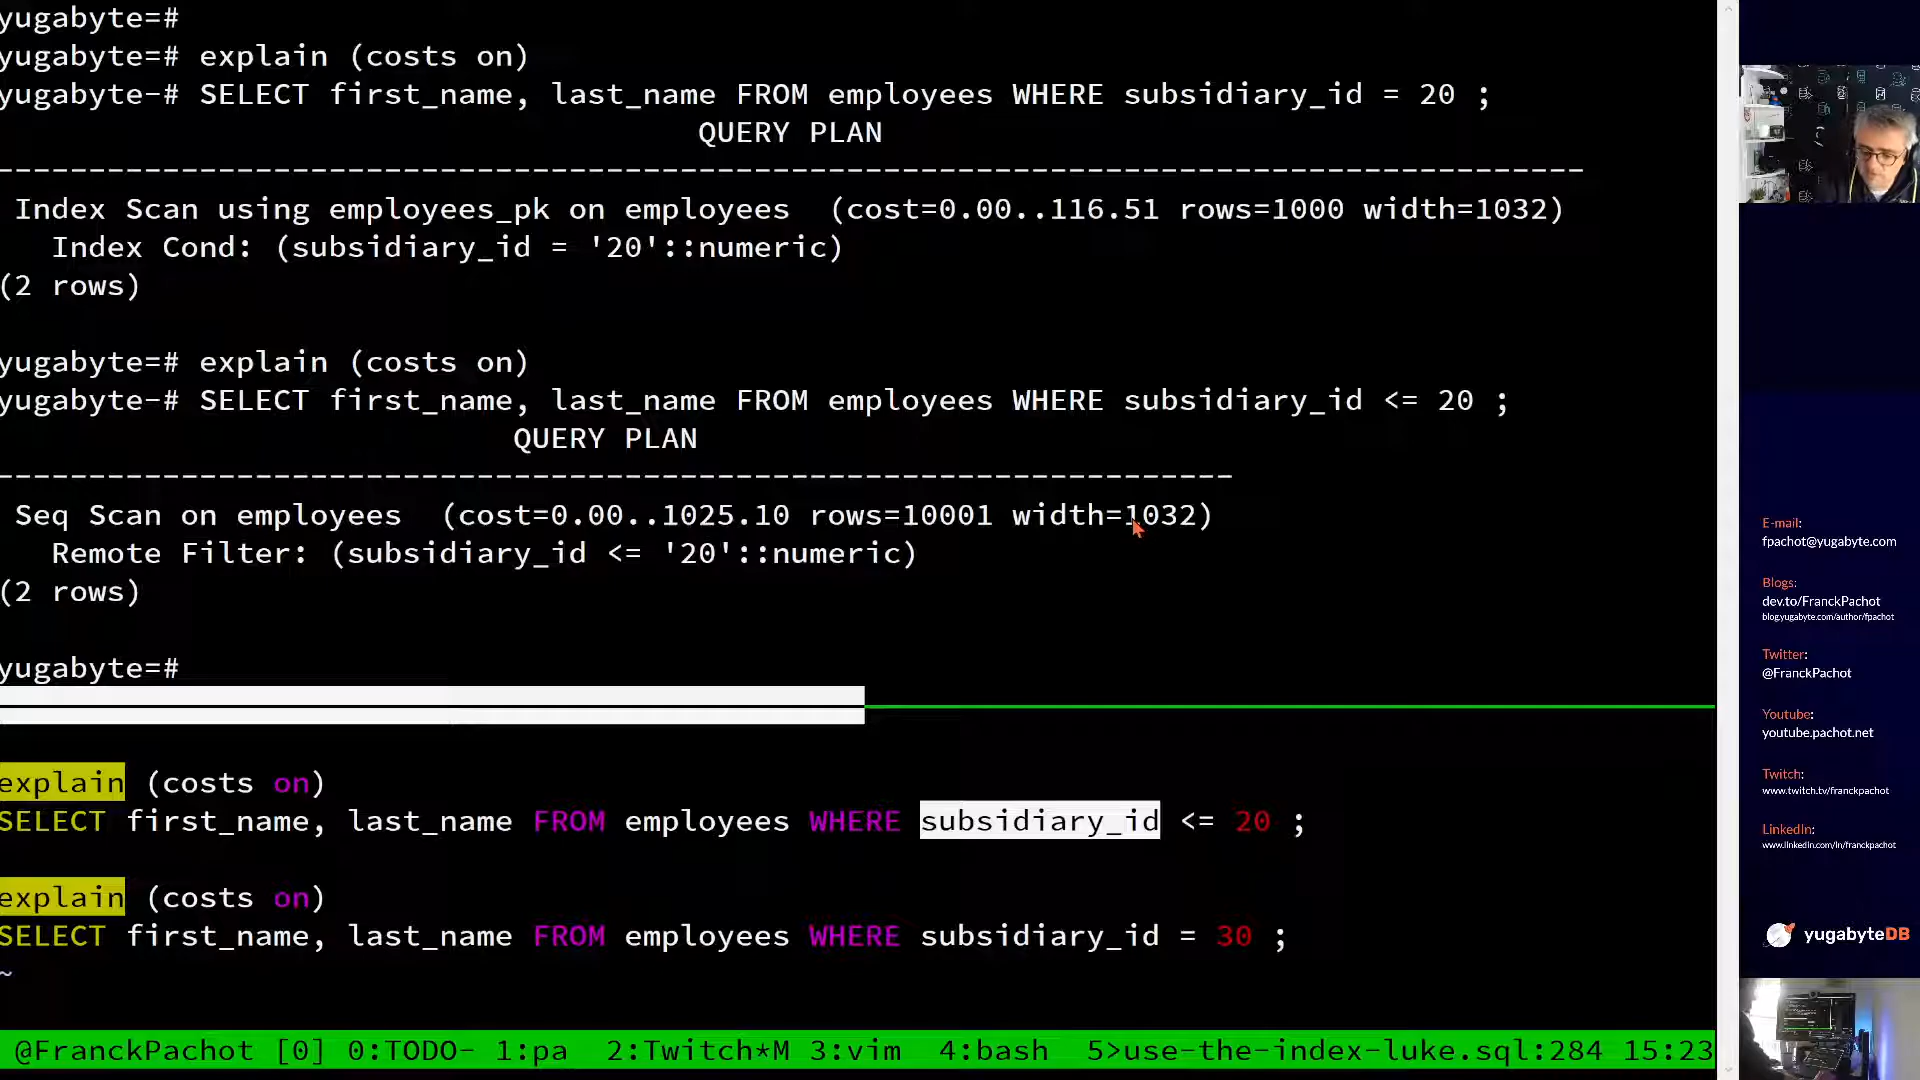 yugabyte=#
yugabyte=# explain (costs on)
yugabyte-# SELECT first_name, last_name FROM employees WHERE subsidiary_id = 20 ;
QUERY PLAN
--------------------------------------------------------------------------------------
Index Scan using employees_pk on employees  (cost=0.00..116.51 rows=1000 width=1032)
Index Cond: (subsidiary_id = '20'::numeric)
(2 rows)
yugabyte=# explain (costs on)
yugabyte-# SELECT first_name, last_name FROM employees WHERE subsidiary_id <= 20 ;
QUERY PLAN
-------------------------------------------------------------------
Seq Scan on employees  (cost=0.00..1025.10 rows=10001 width=1032)
Remote Filter: (subsidiary_id <= '20'::numeric)
(2 rows)
yugabyte=#
explain (costs on)
SELECT first_name, last_name FROM employees WHERE subsidiary_id <= 20 ;
explain (costs on)
SELECT first_name, last_name FROM employees WHERE subsidiary_id = 30 ;
~
@FranckPachot [0] 0:TODO- 1:pa  2:Twitch*M 3:vim  4:bash  5>use-the-index-luke.sql:284 15:23
E-mail:
fpachot@yugabyte.com
Blogs:
dev.to/FranckPachot
blog.yugabyte.com/author/fpachot
Twitter:
@FranckPachot
Youtube:
youtube.pachot.net
Twitch:
www.twitch.tv/franckpachot
LinkedIn:
www.linkedin.com/in/franckpachot
yugabyteDB